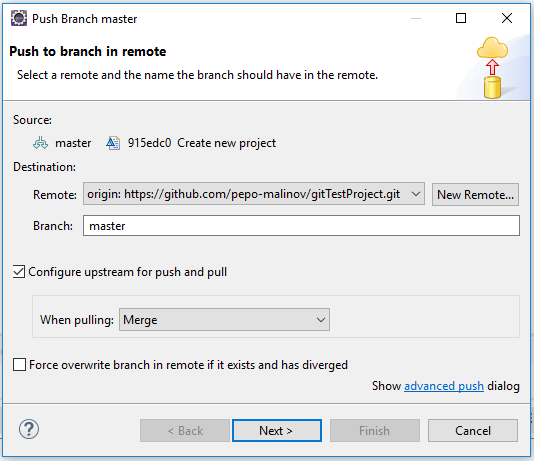 Push Branch master
Push to branch in remote
Select a remote and the name the branch should have in the remote.
Source:
master 915edc0 Create new project
Destination:
Remote: origin: https://github.com/pepo-malinov/gitTestProject.git New Remote...
Branch: master
Configure upstream for push and pull
When pulling: Merge
Force overwrite branch in remote if it exists and has diverged
Show advanced push dialog
? < Back Next > Finish Cancel